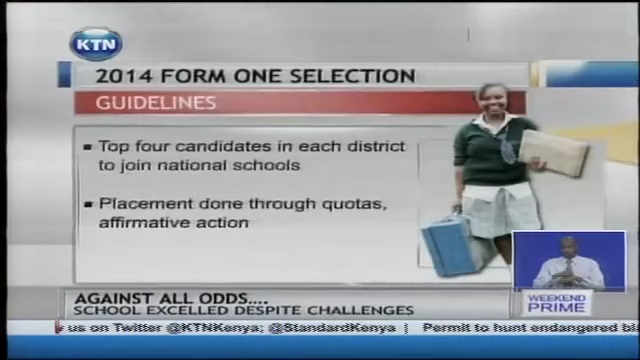 KTN
2014 FORM ONE SELECTION
GUIDELINES
Top four candidates in each district
to join national schools
Placement done through quotas,
affirmative action
AGAINST ALL ODDS....
SCHOOL EXCELLED DESPITE CHALLENGES
WEEKEND
PRIME
us on Twitter @KTNKenya; @StandardKenya | Permit to hunt endangered